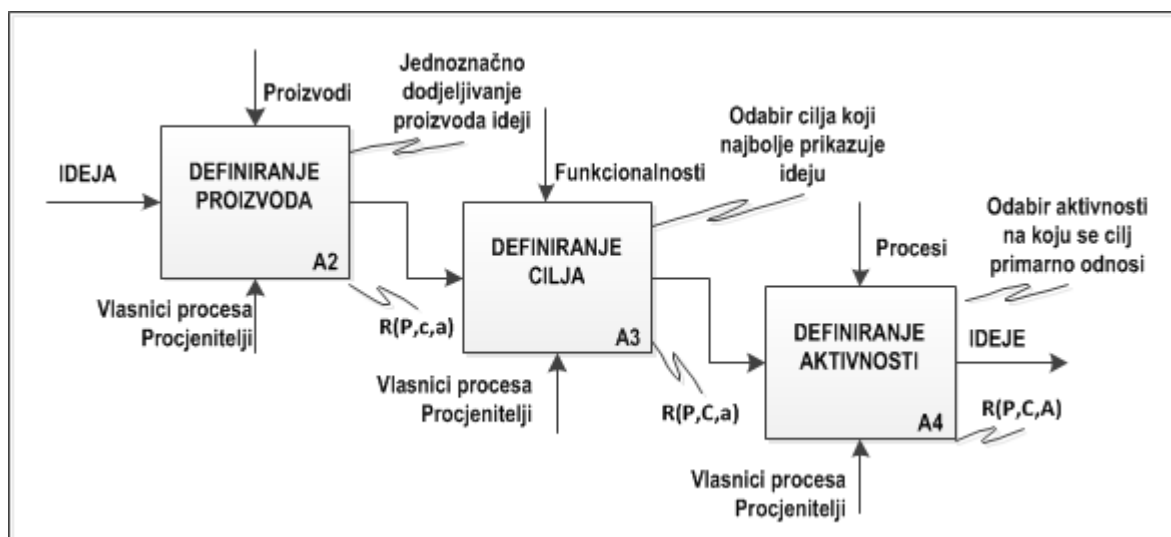 Proizvodi
Jednoznačno
dodjeljivanje
proizvoda ideji
IDEJA
DEFINIRANJE
PROIZVODA
A2
Vlasnici procesa
Procjenitelji
R(P,c,a)
Funkcionalnosti
Odabir cilja koji
najbolje prikazuje
ideju
DEFINIRANJE
CILJA
A3
Vlasnici procesa
Procjenitelji
R(P,C,a)
Procesi
Odabir aktivnosti
na koju se cilj
primarno odnosi
DEFINIRANJE
AKTIVNOSTI
A4
IDEJE
R(P,C,A)
Vlasnici procesa
Procjenitelji